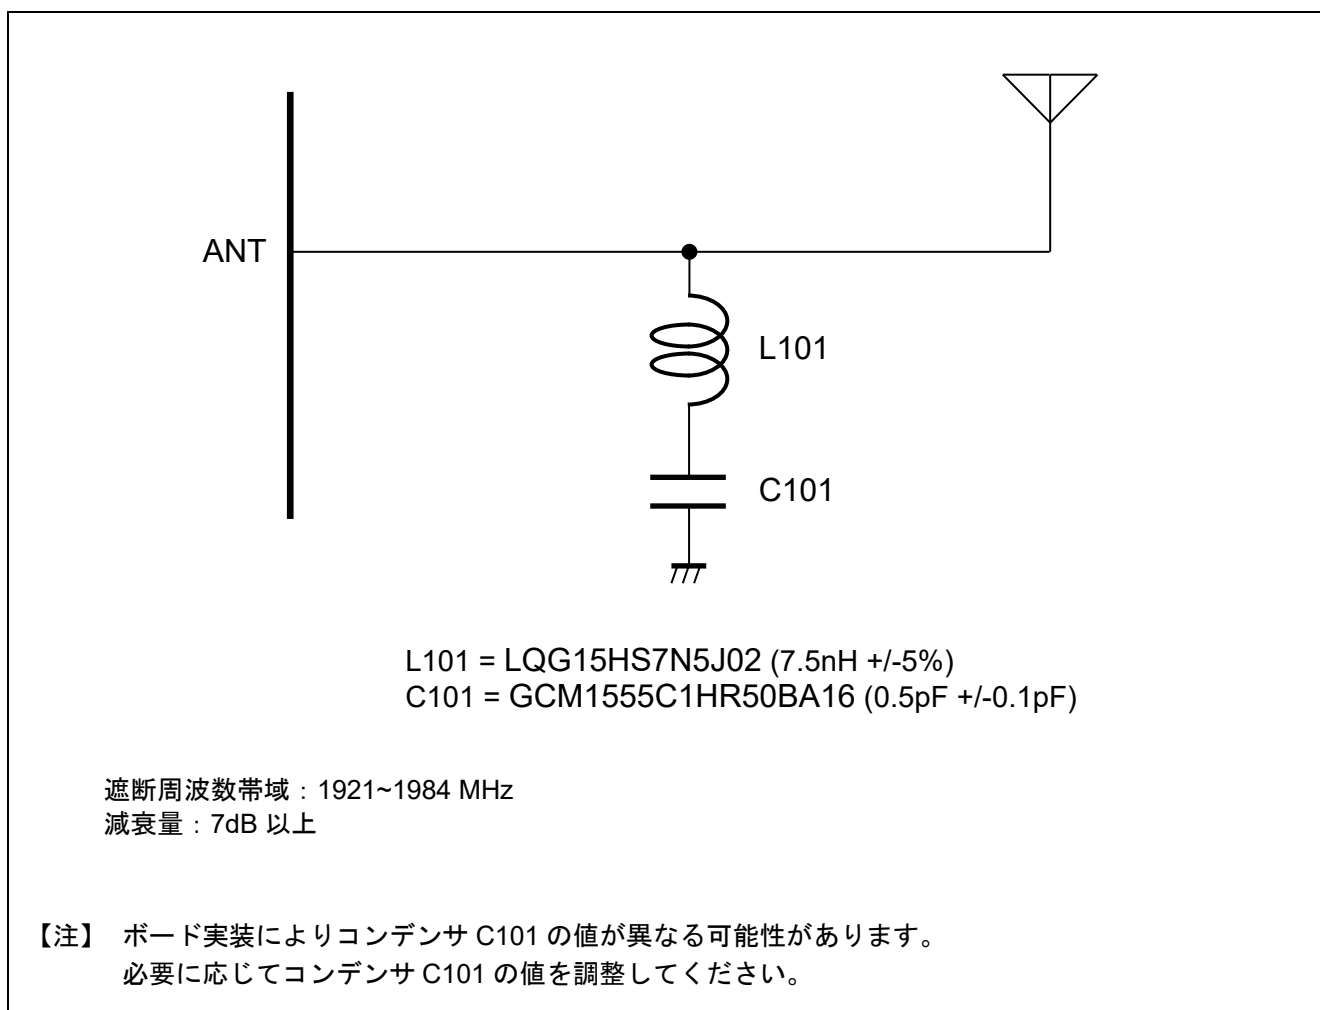 ANT
L101
C101
L101 = LQG15HS7N5J02 (7.5nH +/-5%)
C101 = GCM1555C1HR50BA16 (0.5pF +/-0.1pF)
遮断周波数帯域：1921~1984 MHz
減衰量：7dB 以上
【注】 ボード実装によりコンデンサ C101 の値が異なる可能性があります。
必要に応じてコンデンサ C101 の値を調整してください。